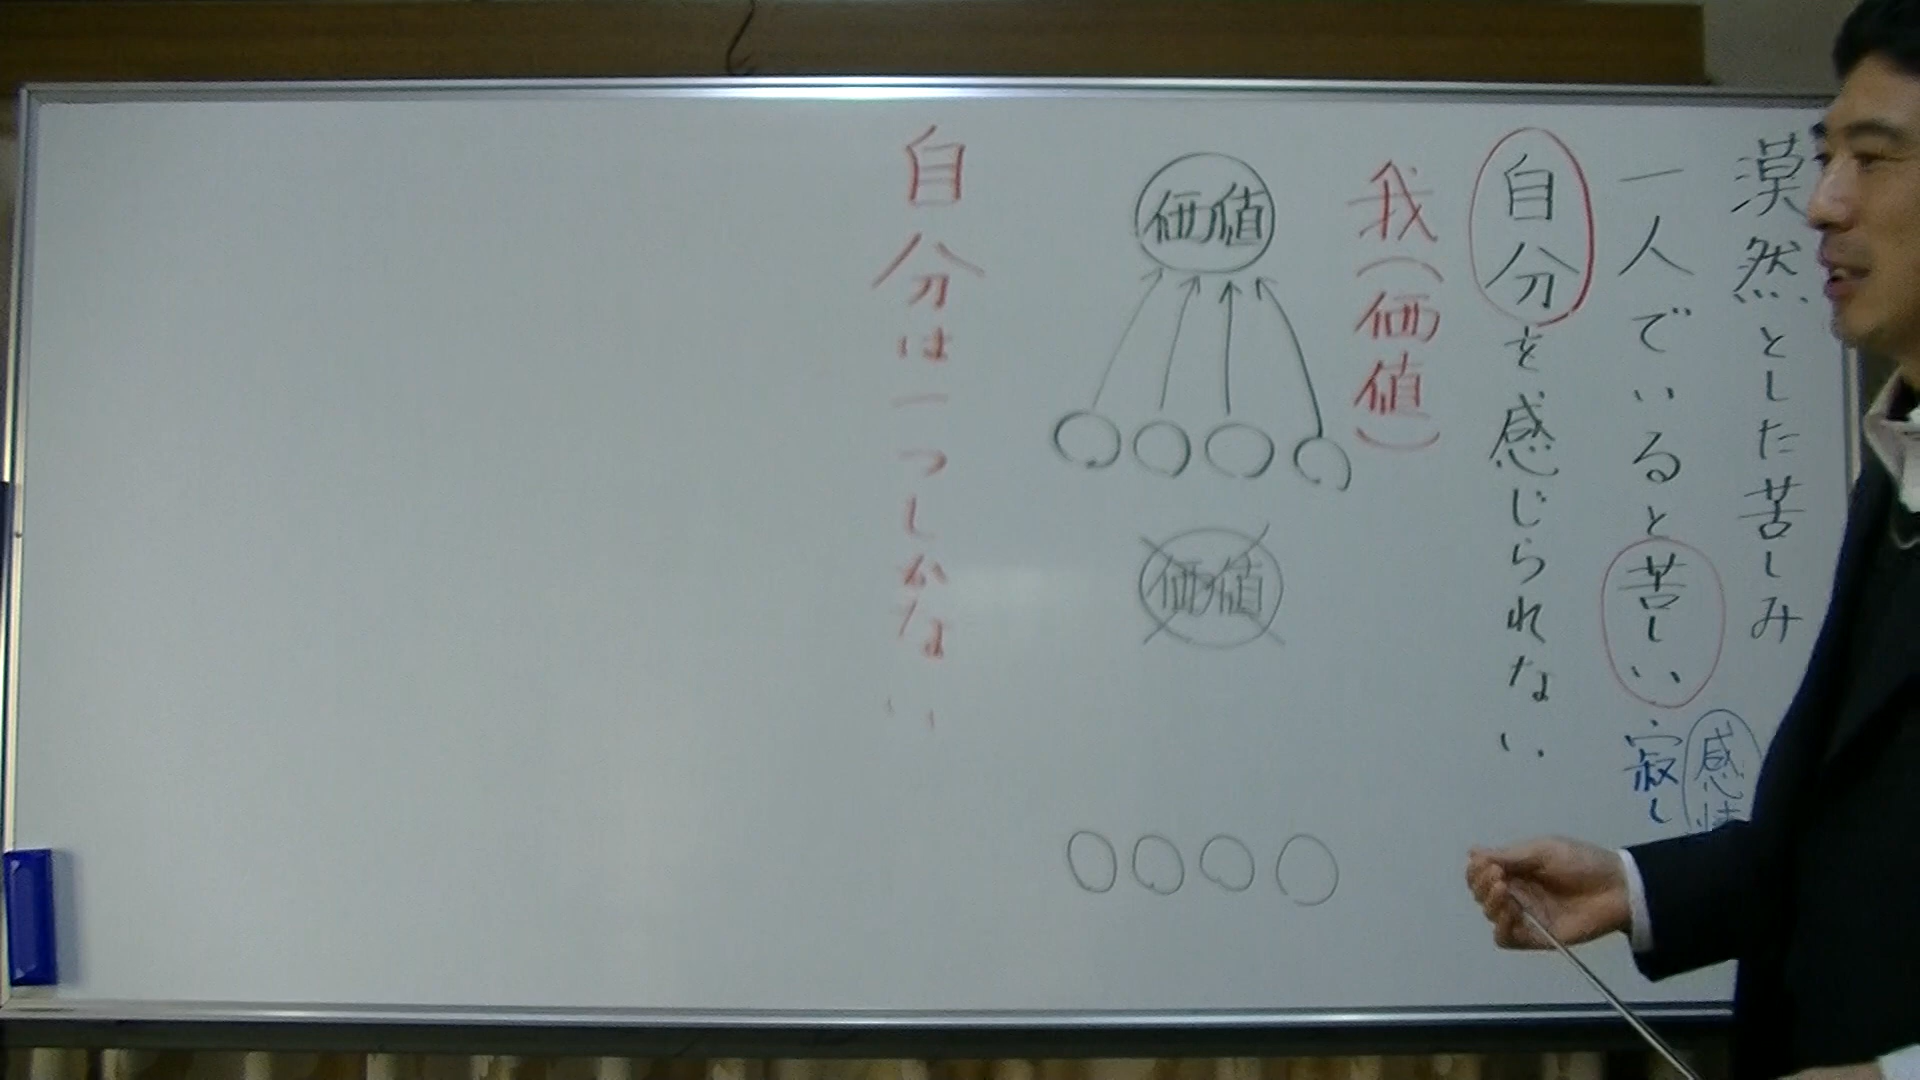 漠然とした苦しみ
一人でいると苦しい、寂し
感情
自分を感じられない
我(価値)
価値
価値
自分は一つしかない